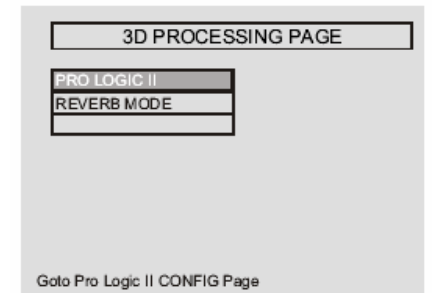 3D PROCESSING PAGE
PRO LOGIC II
REVERB MODE
Goto Pro Logic II CONFIG Page